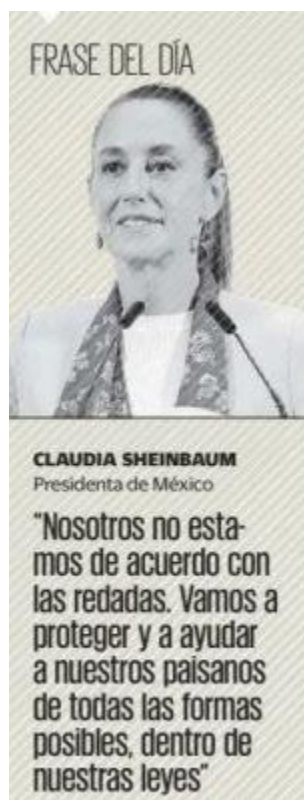 FRASE DEL DÍA
CLAUDIA SHEINBAUM
Presidenta de México
“Nosotros no esta-
mos de acuerdo con
las redadas. Vamos a
proteger y a ayudar
a nuestros paisanos
de todas las formas
posibles, dentro de
nuestras leyes”